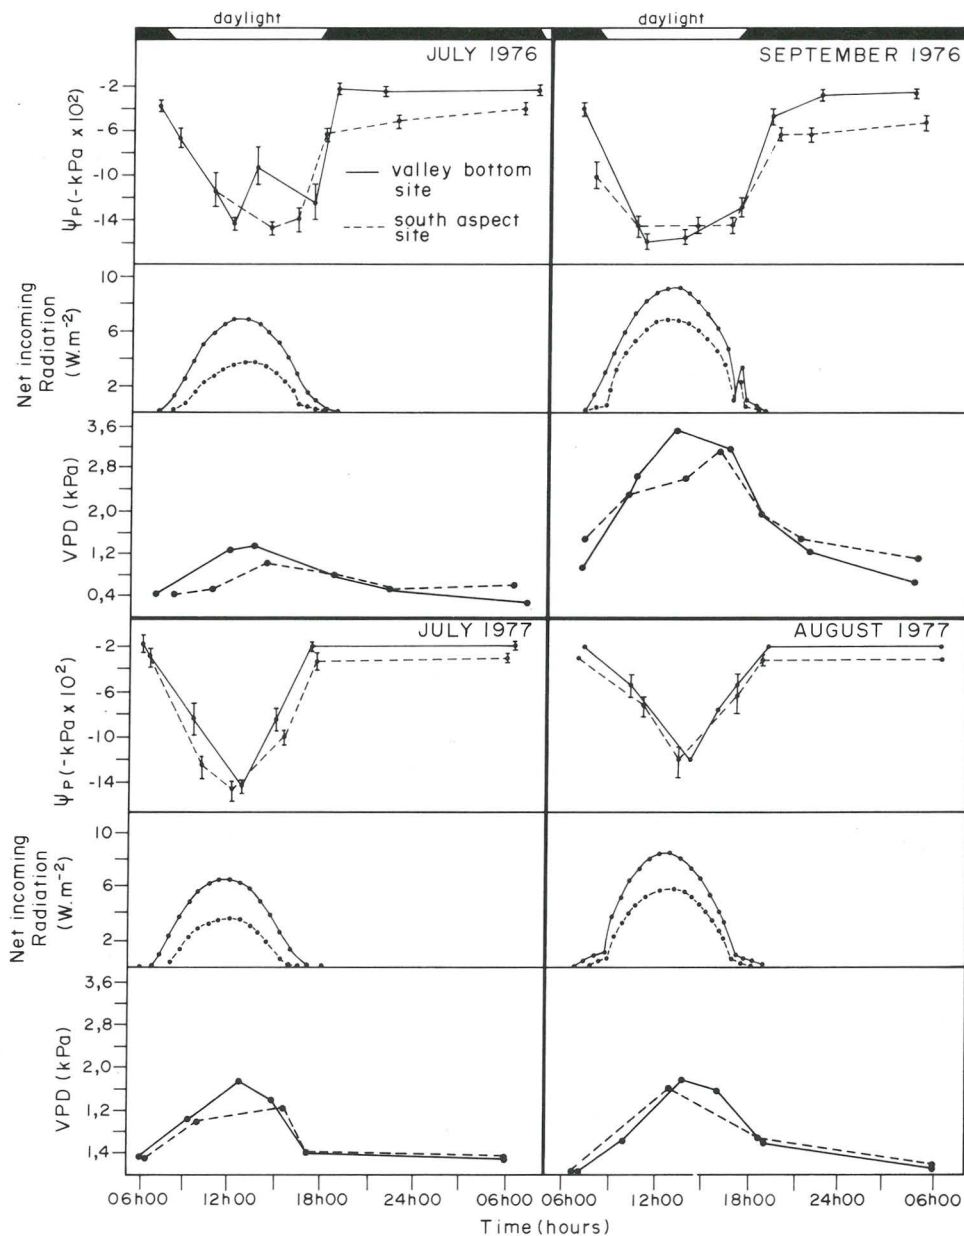 daylight
daylight
JULY 1976
SEPTEMBER 1976
Ψp (-kPa x 10²)
-2
-6
-10
-14
valley bottom
site
south aspect
site
Net incoming
Radiation
(W.m⁻²)
10
6
2
VPD (kPa)
3,6
2,8
2,0
1,2
0,4
JULY 1977
AUGUST 1977
Ψp (-kPa x 10²)
-2
-6
-10
-14
Net incoming
Radiation
(W.m⁻²)
10
6
2
VPD (kPa)
3,6
2,8
2,0
1,2
1,4
06h00 12h00 18h00 24h00 06h00 06h00 12h00 18h00 24h00 06h00
Time (hours)